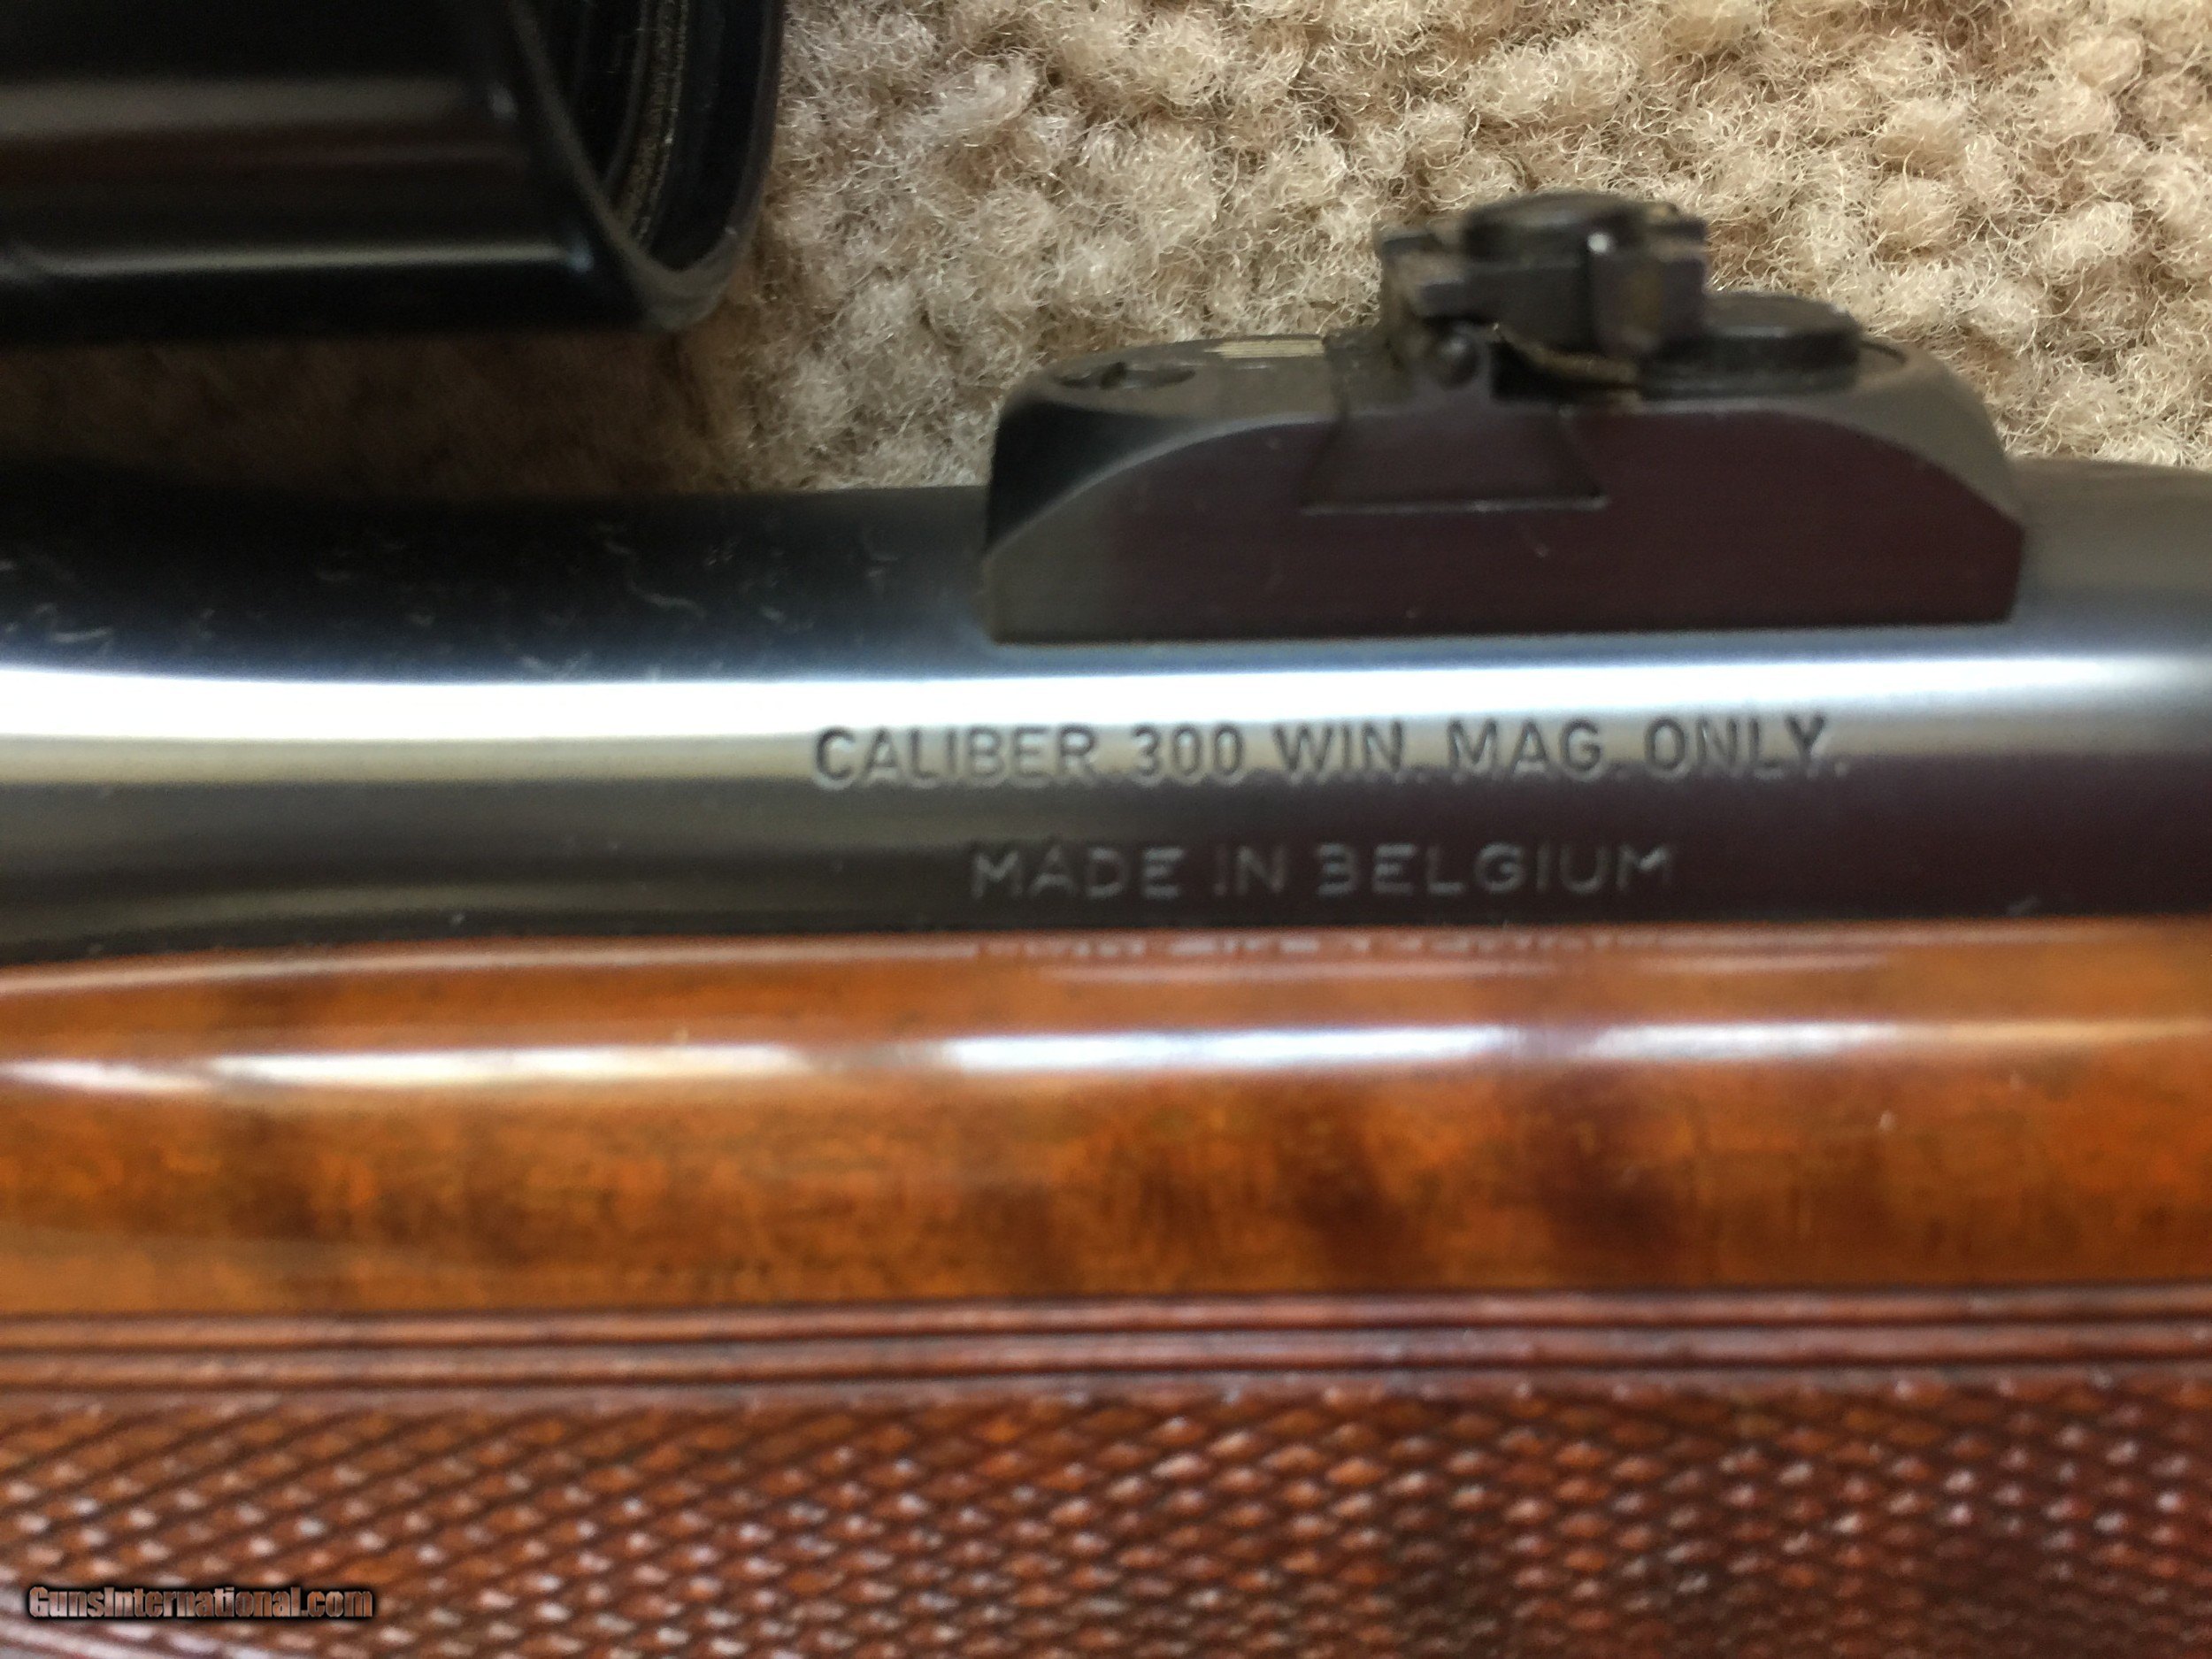 CALIBER .300 WIN. MAG. ONLY.
MADE IN BELGIUM
GunsInternational.com